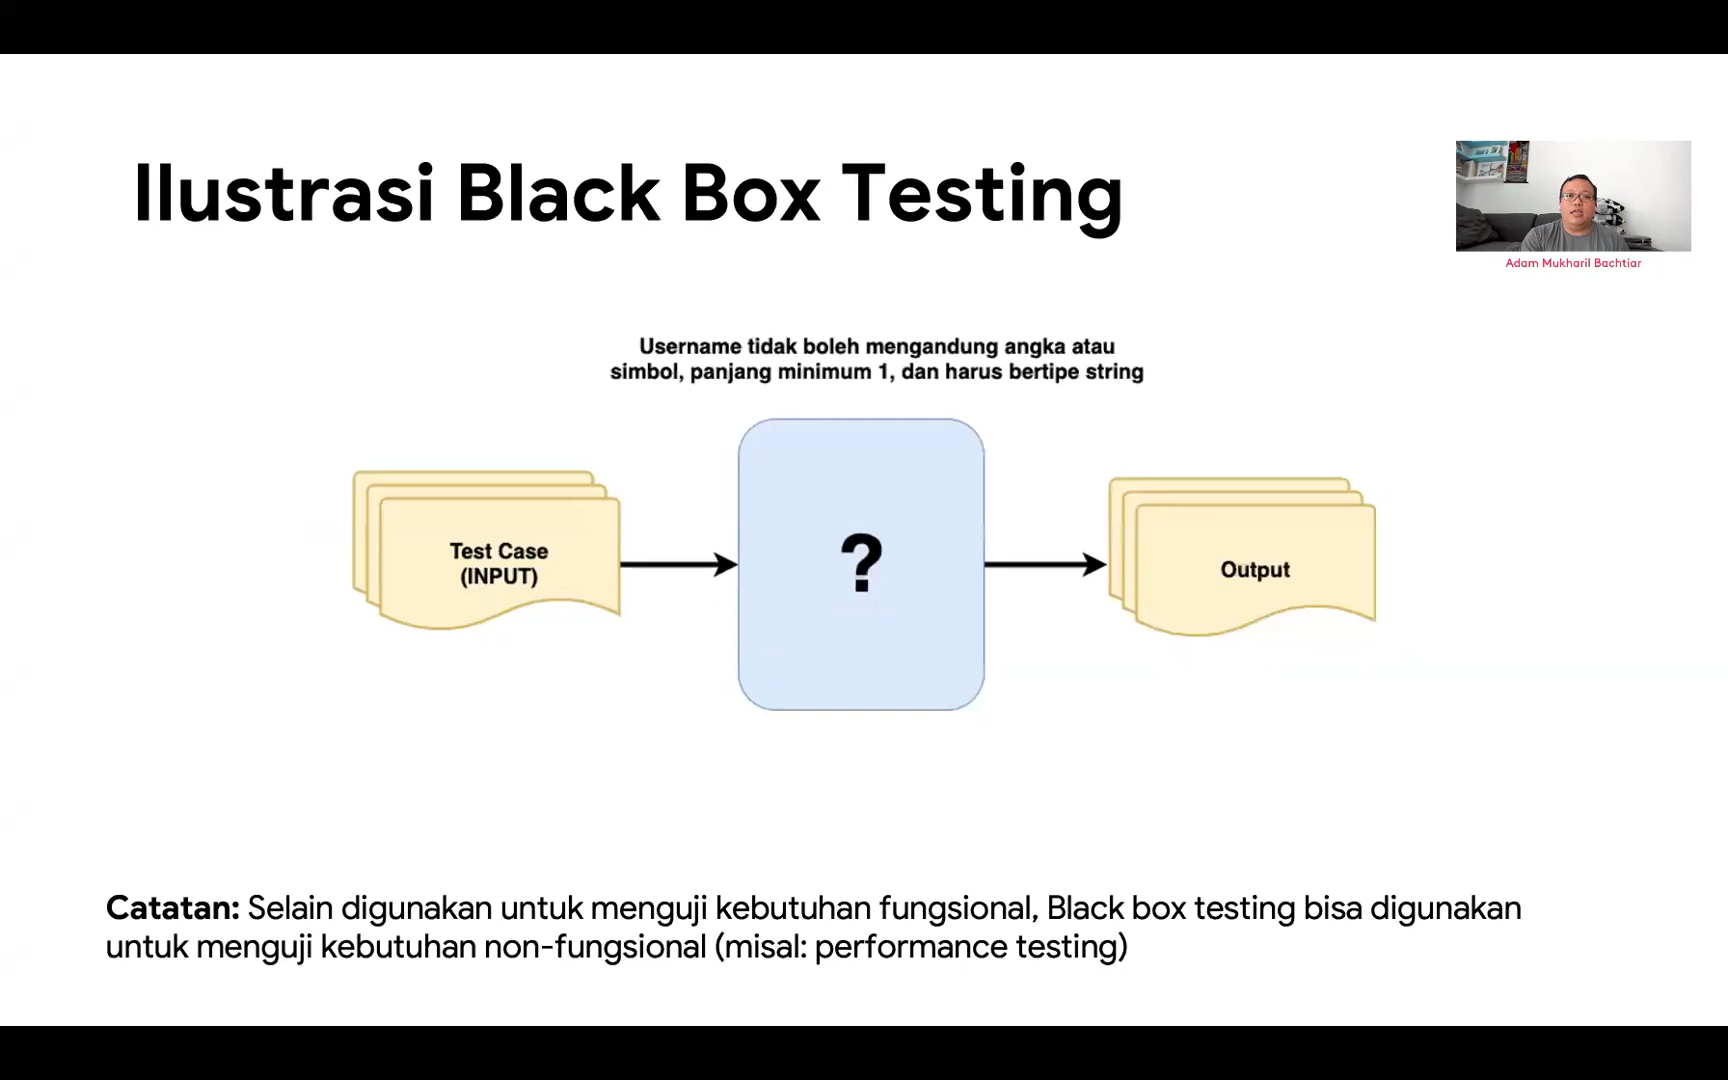 Ilustrasi Black Box Testing
Adam Mukharil Bachtiar
Username tidak boleh mengandung angka atau
simbol, panjang minimum 1, dan harus bertipe string
Test Case
(INPUT)
?
Output
Catatan: Selain digunakan untuk menguji kebutuhan fungsional, Black box testing bisa digunakan
untuk menguji kebutuhan non-fungsional (misal: performance testing)